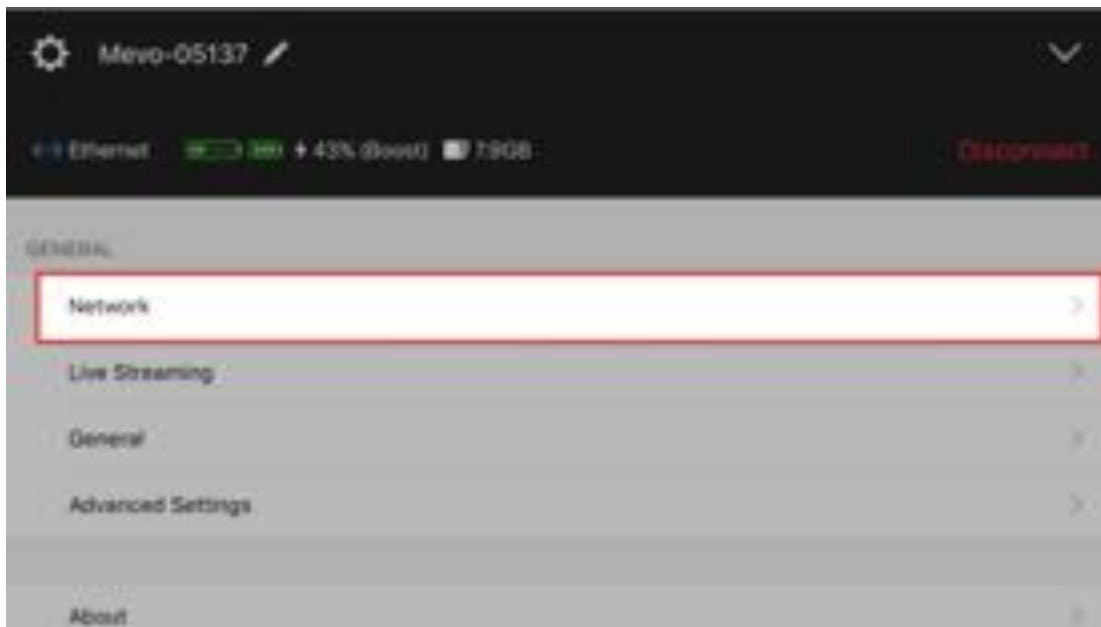 Mevo-05137
Ethernet 43% (Boost) 7.9GB
Disconnect
GENERAL
Network
Live Streaming
General
Advanced Settings
About